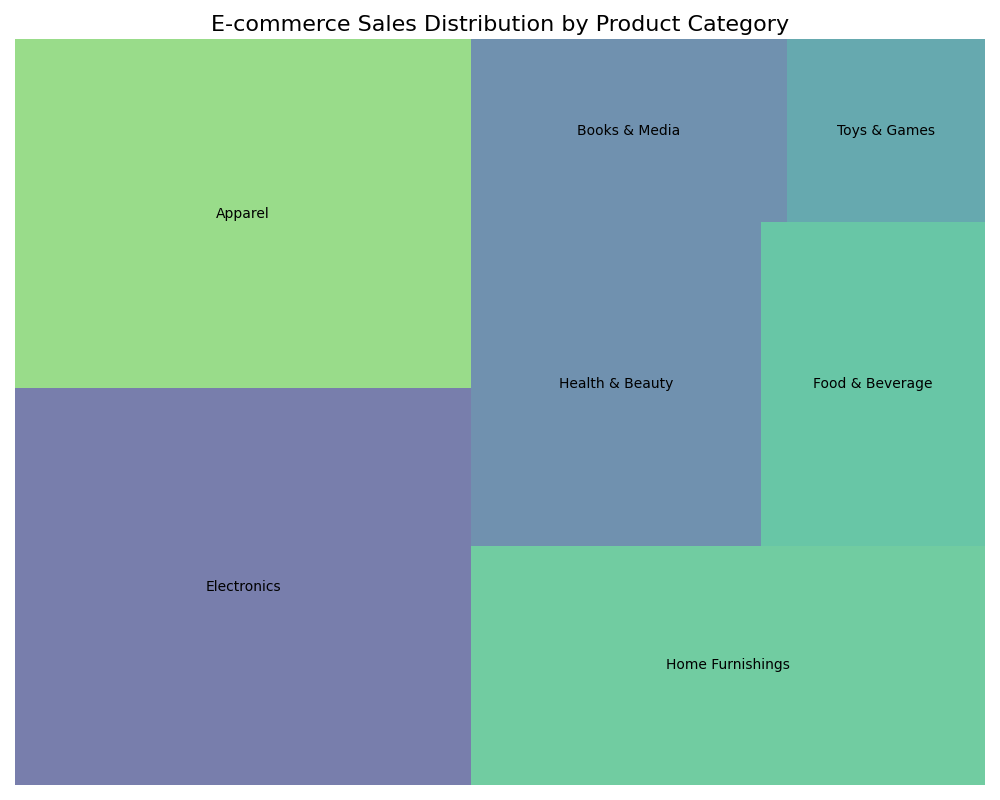 E-commerce Sales Distribution by Product Category
Books & Media
Toys & Games
Apparel
Health & Beauty
Food & Beverage
Electronics
Home Furnishings